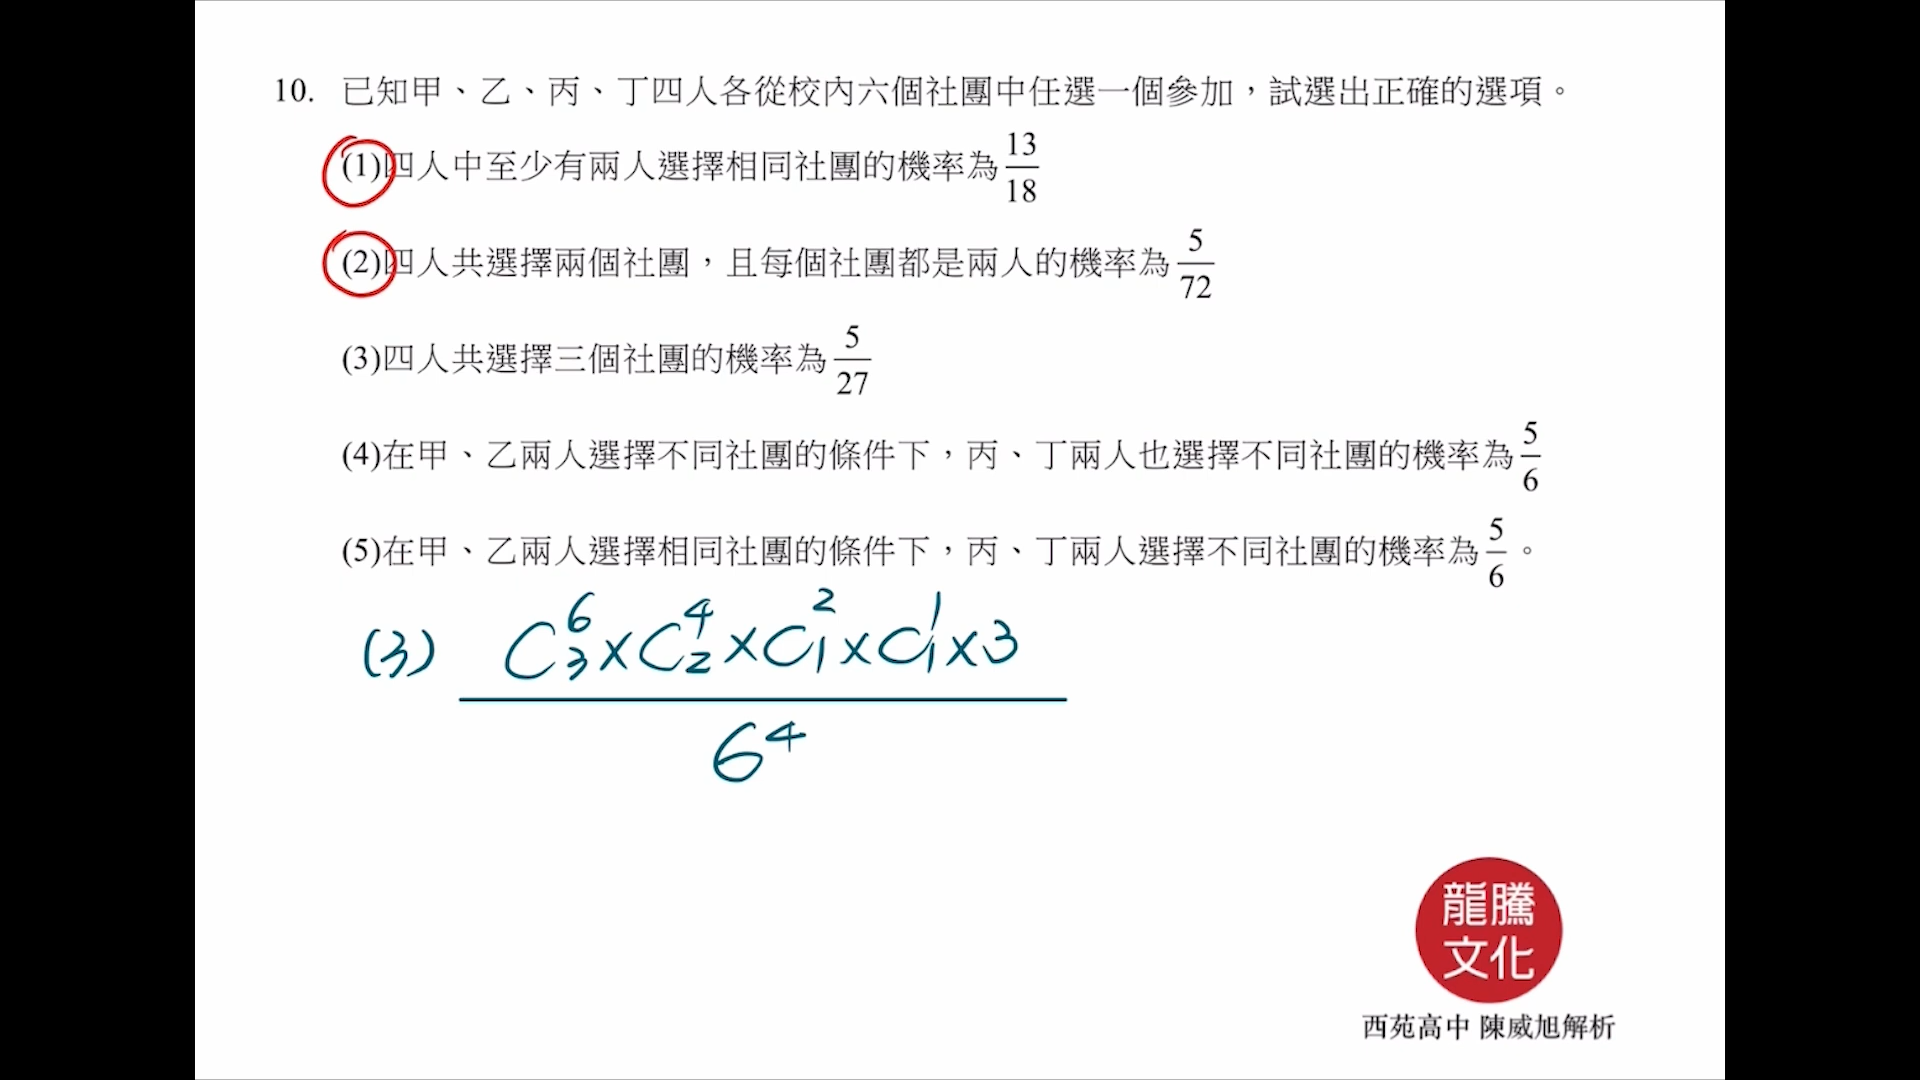 10. 已知甲、乙、丙、丁四人各從校內六個社團中任選一個參加，試選出正確的選項。
(1)四人中至少有兩人選擇相同社團的機率為 13/18
(2)四人共選擇兩個社團，且每個社團都是兩人的機率為 5/72
(3)四人共選擇三個社團的機率為 5/27
(4)在甲、乙兩人選擇不同社團的條件下，丙、丁兩人也選擇不同社團的機率為 5/6
(5)在甲、乙兩人選擇相同社團的條件下，丙、丁兩人選擇不同社團的機率為 5/6。
(3) C⁶₃×C⁴₂×C²₁×C¹₁×3
6⁴
龍騰
文化
西苑高中 陳威旭解析